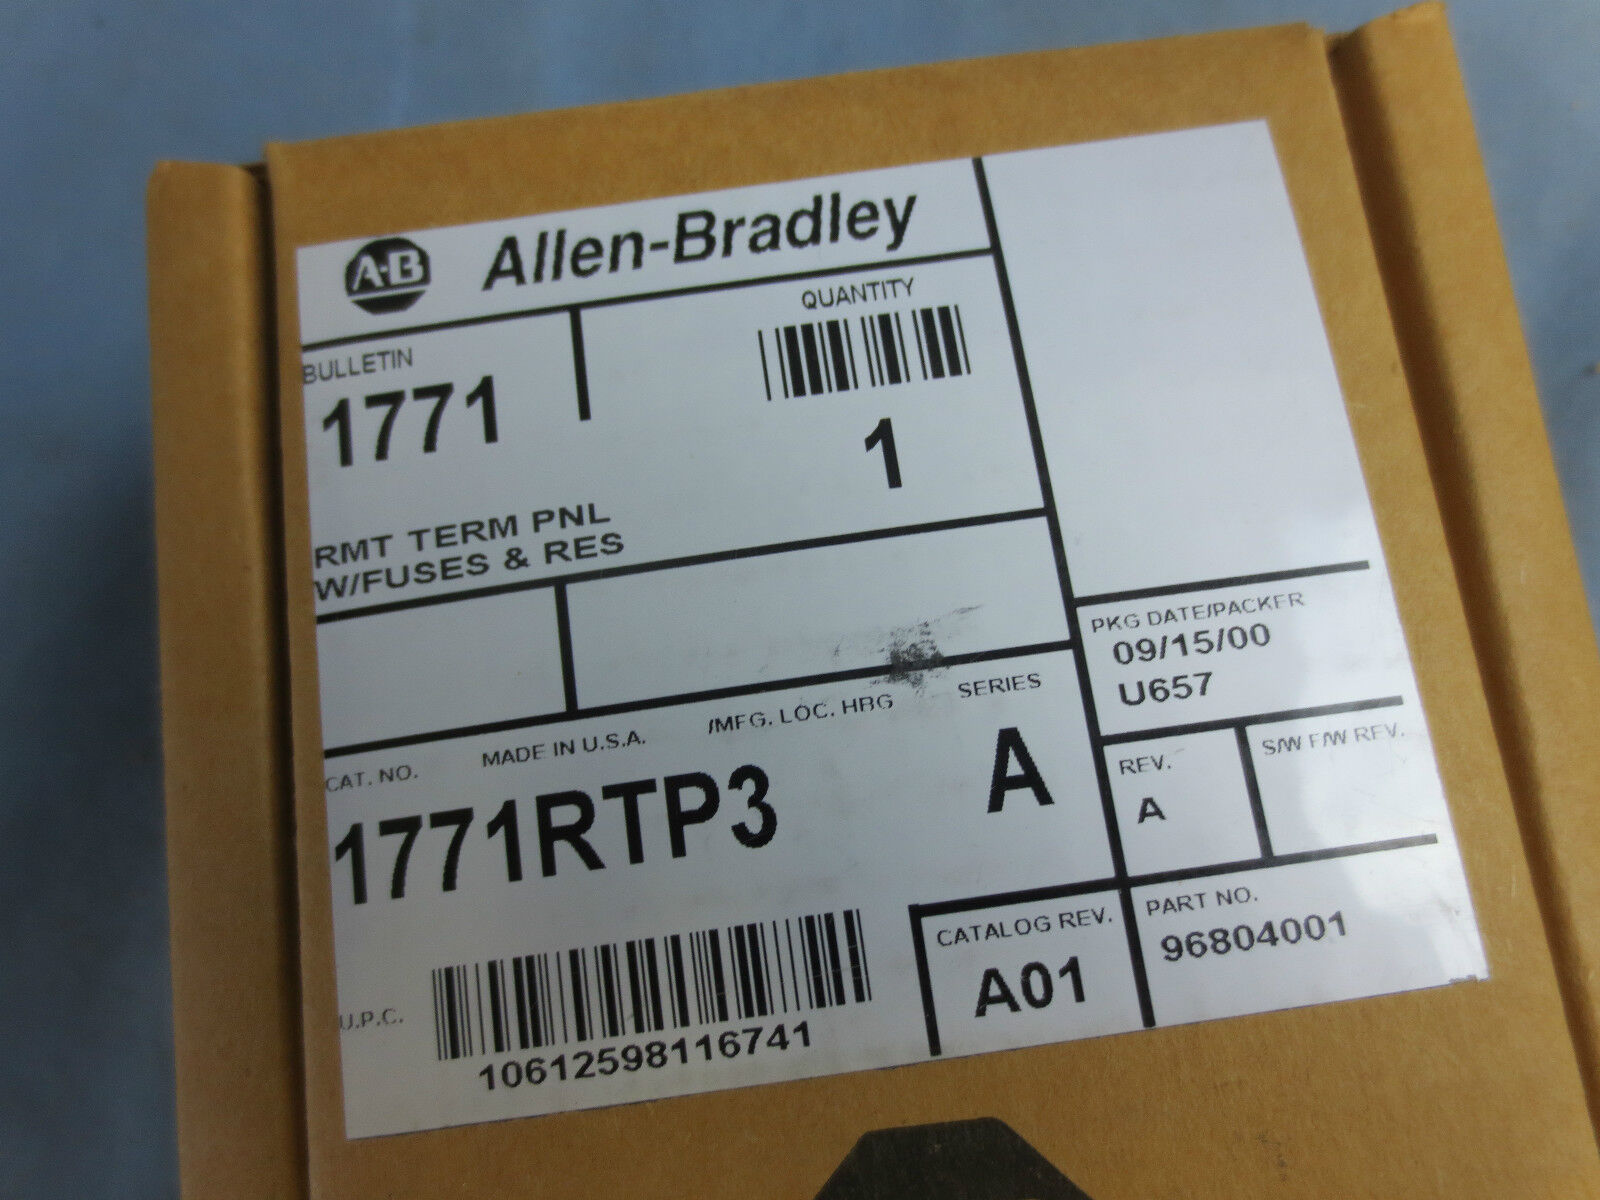 A-B Allen-Bradley
BULLETIN
1771
QUANTITY
1
RMT TERM PNL
W/FUSES & RES
PKG DATE/PACKER
09/15/00
U657
CAT. NO. MADE IN U.S.A. /MFG. LOC. HBG SERIES
1771RTP3 A
REV.
A
S/W F/W REV.
U.P.C.
10612598116741
CATALOG REV.
A01
PART NO.
96804001